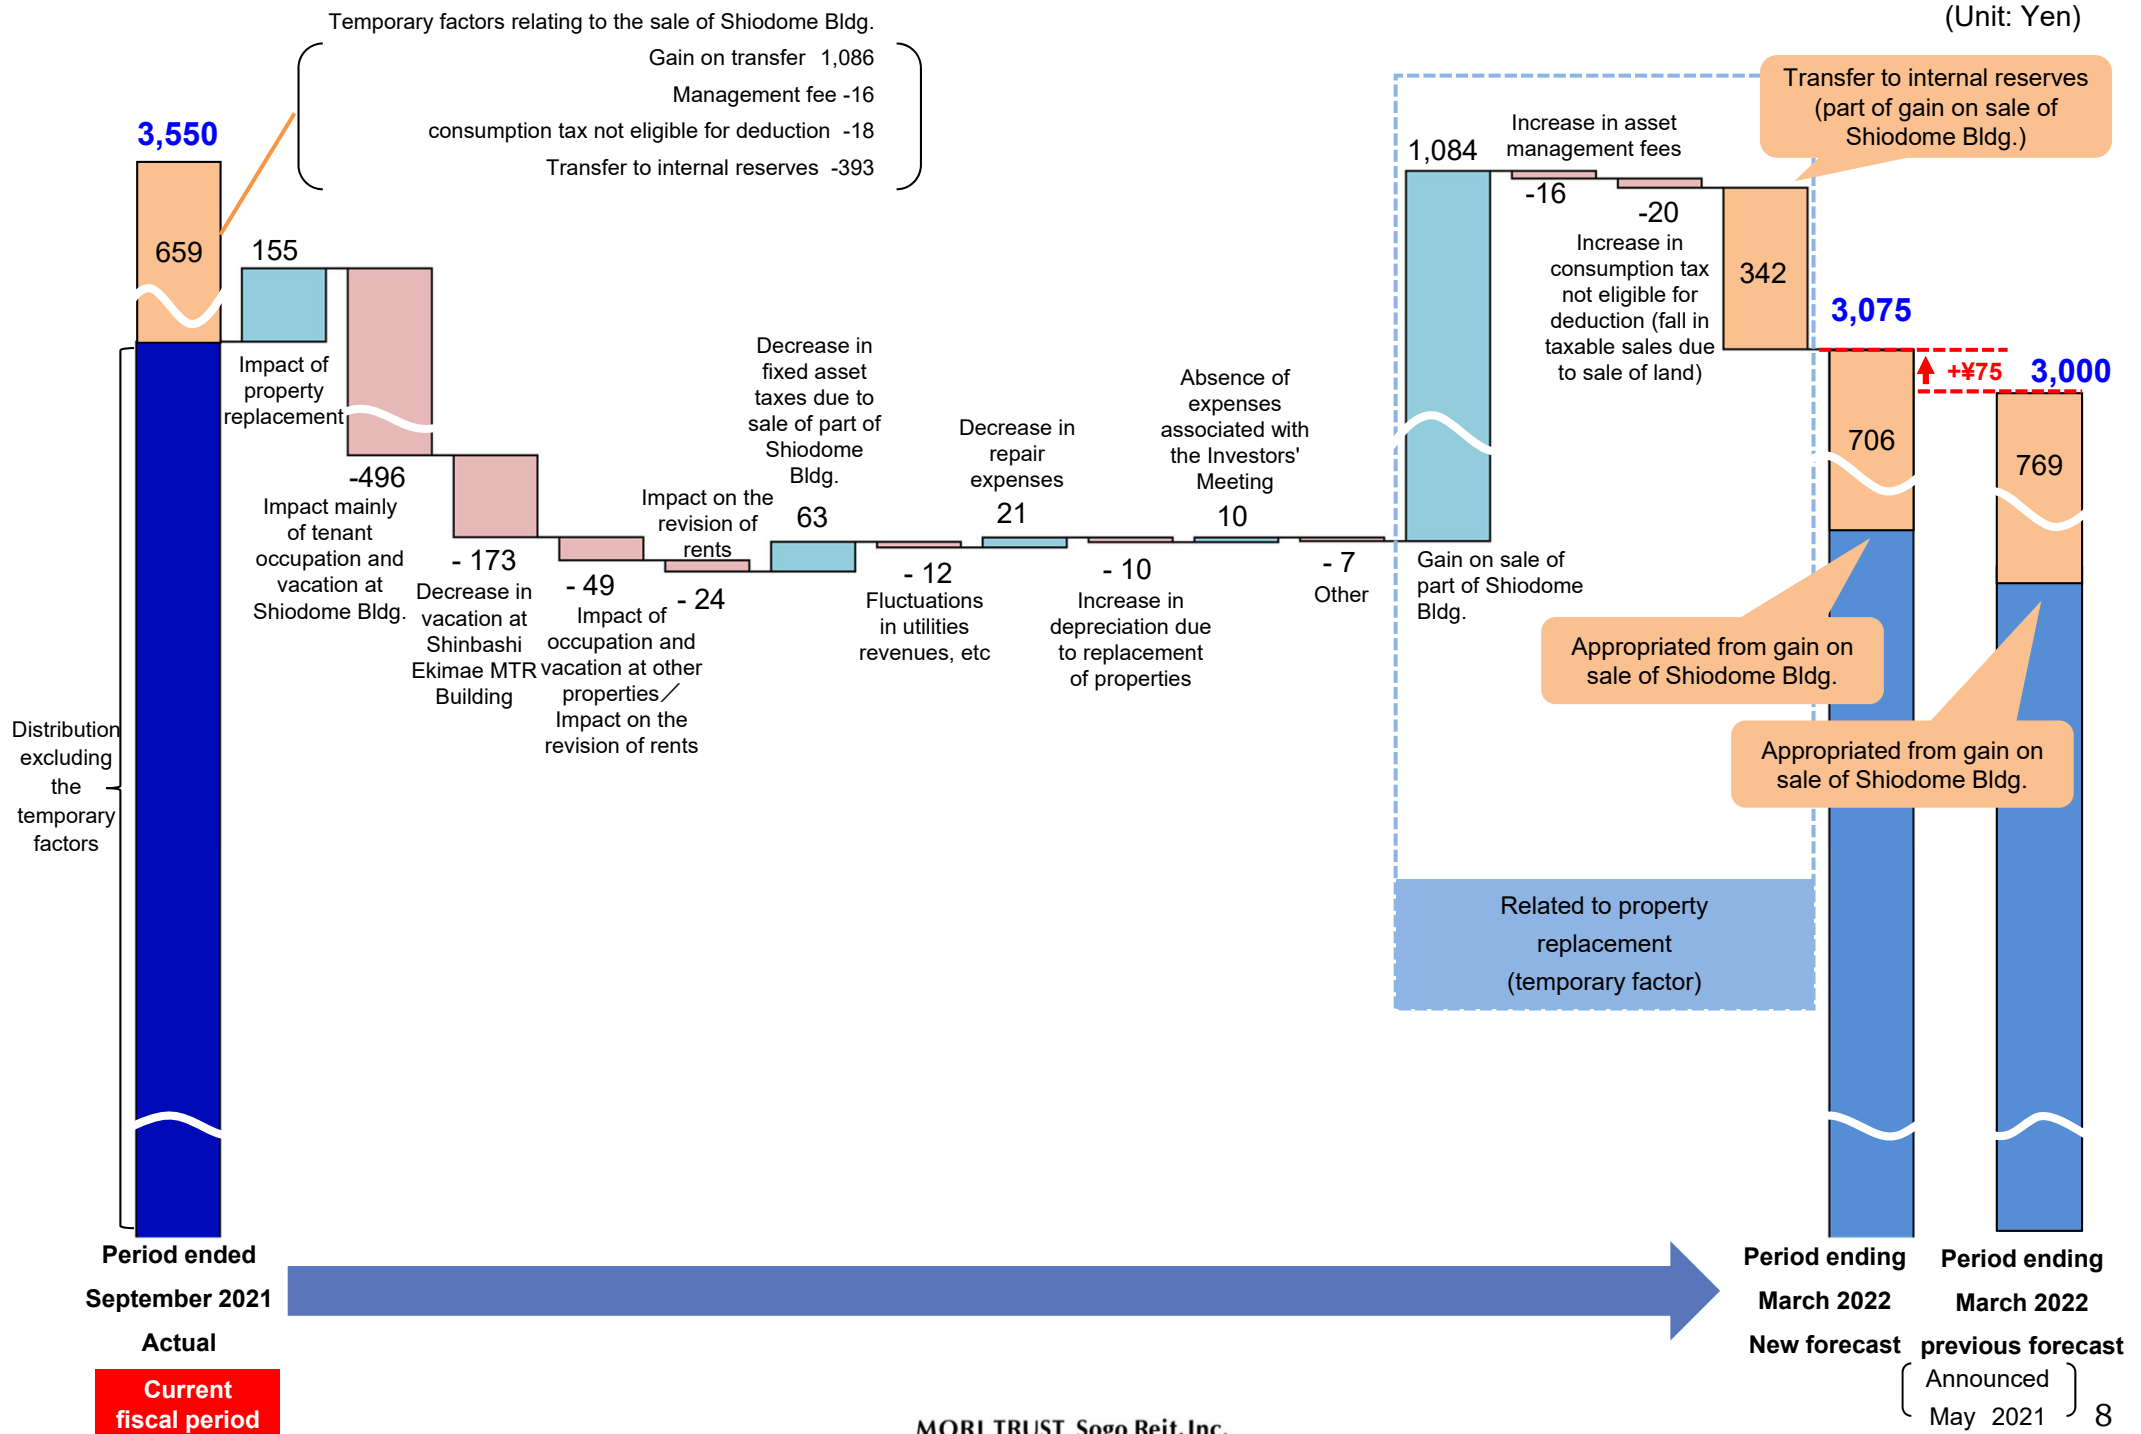 (Unit: Yen)
Temporary factors relating to the sale of Shiodome Bldg.
Gain on transfer 1,086
Management fee -16
consumption tax not eligible for deduction -18
Transfer to internal reserves -393
3,550
659
155
Impact of
property
replacement
-496
Impact mainly
of tenant
occupation and
vacation at
Shiodome Bldg.
- 173
Decrease in
vacation at
Shinbashi
Ekimae MTR
Building
- 49
Impact of
occupation and
vacation at other
properties／
Impact on the
revision of rents
Impact on the
revision of
rents
- 24
Decrease in
fixed asset
taxes due to
sale of part of
Shiodome
Bldg.
63
- 12
Fluctuations
in utilities
revenues, etc
Decrease in
repair
expenses
21
- 10
Increase in
depreciation due
to replacement
of properties
Absence of
expenses
associated with
the Investors'
Meeting
10
- 7
Other
1,084
Gain on sale of
part of Shiodome
Bldg.
Increase in asset
management fees
-16
-20
Increase in
consumption tax
not eligible for
deduction (fall in
taxable sales due
to sale of land)
342
Transfer to internal reserves
(part of gain on sale of
Shiodome Bldg.)
3,075
+¥75
3,000
706
769
Appropriated from gain on
sale of Shiodome Bldg.
Appropriated from gain on
sale of Shiodome Bldg.
Related to property
replacement
(temporary factor)
Distribution
excluding
the
temporary
factors
Period ended
September 2021
Actual
Current
fiscal period
Period ending
March 2022
New forecast
Period ending
March 2022
previous forecast
Announced
May 2021
MORI TRUST Sogo Reit, Inc.
8